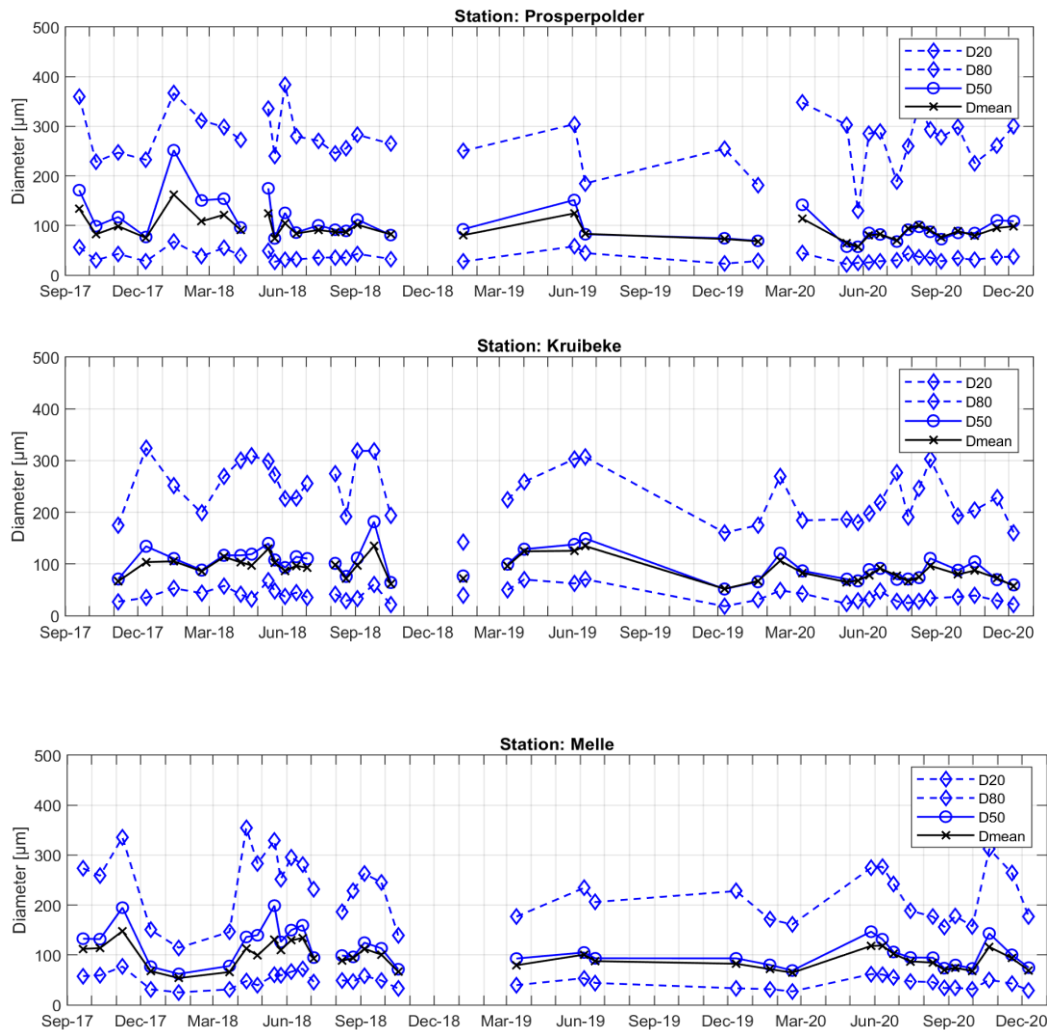 Station: Prosperpolder
Diameter [µm]
500
400
300
200
100
0
D20
D80
D50
Dmean
Sep-17 Dec-17 Mar-18 Jun-18 Sep-18 Dec-18 Mar-19 Jun-19 Sep-19 Dec-19 Mar-20 Jun-20 Sep-20 Dec-20
Station: Kruibeke
Diameter [µm]
500
400
300
200
100
0
D20
D80
D50
Dmean
Sep-17 Dec-17 Mar-18 Jun-18 Sep-18 Dec-18 Mar-19 Jun-19 Sep-19 Dec-19 Mar-20 Jun-20 Sep-20 Dec-20
Station: Melle
Diameter [µm]
500
400
300
200
100
0
D20
D80
D50
Dmean
Sep-17 Dec-17 Mar-18 Jun-18 Sep-18 Dec-18 Mar-19 Jun-19 Sep-19 Dec-19 Mar-20 Jun-20 Sep-20 Dec-20